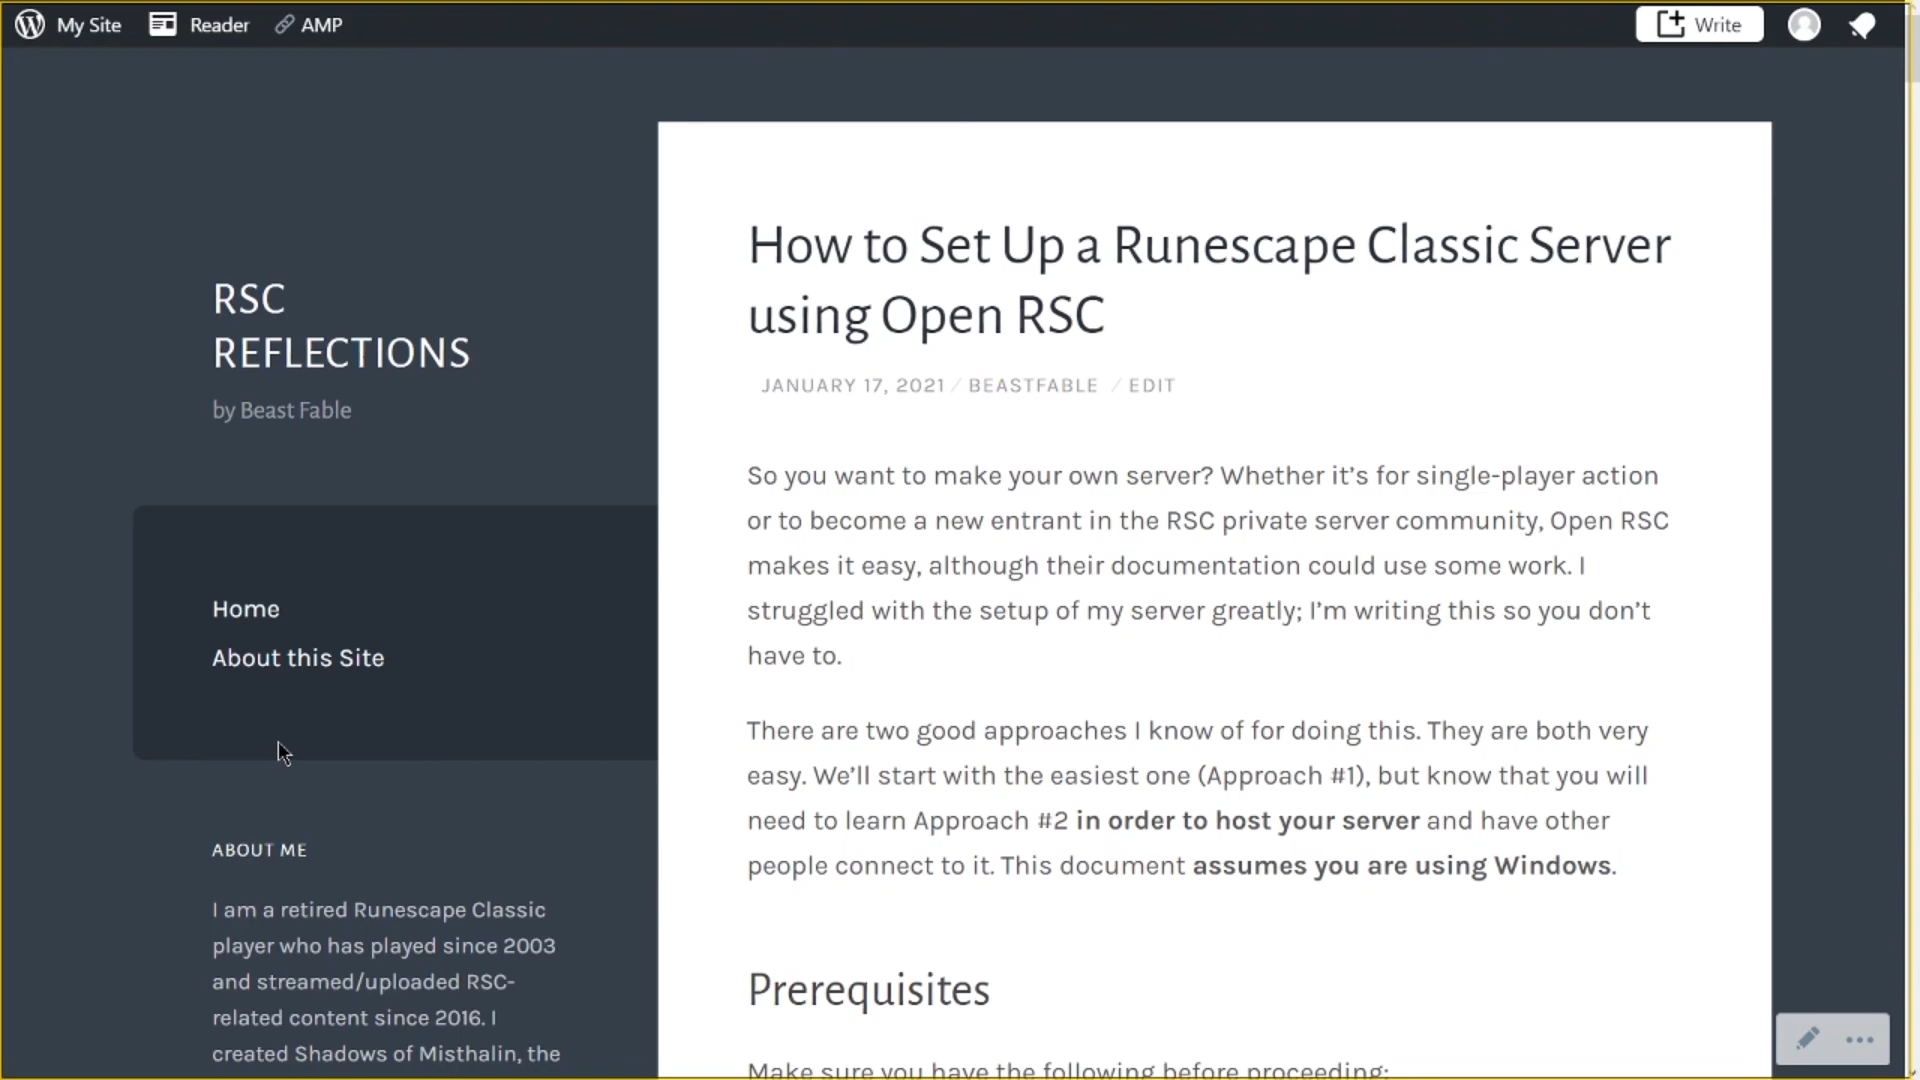 My Site
Reader
AMP
Write
RSC
REFLECTIONS
by Beast Fable
Home
About this Site
ABOUT ME
I am a retired Runescape Classic
player who has played since 2003
and streamed/uploaded RSC-
related content since 2016. I
created Shadows of Misthalin, the
How to Set Up a Runescape Classic Server
using Open RSC
JANUARY 17, 2021 / BEASTFABLE / EDIT
So you want to make your own server? Whether it’s for single-player action
or to become a new entrant in the RSC private server community, Open RSC
makes it easy, although their documentation could use some work. I
struggled with the setup of my server greatly; I’m writing this so you don’t
have to.
There are two good approaches I know of for doing this. They are both very
easy. We’ll start with the easiest one (Approach #1), but know that you will
need to learn Approach #2 in order to host your server and have other
people connect to it. This document assumes you are using Windows.
Prerequisites
Make sure you have the following before proceeding: